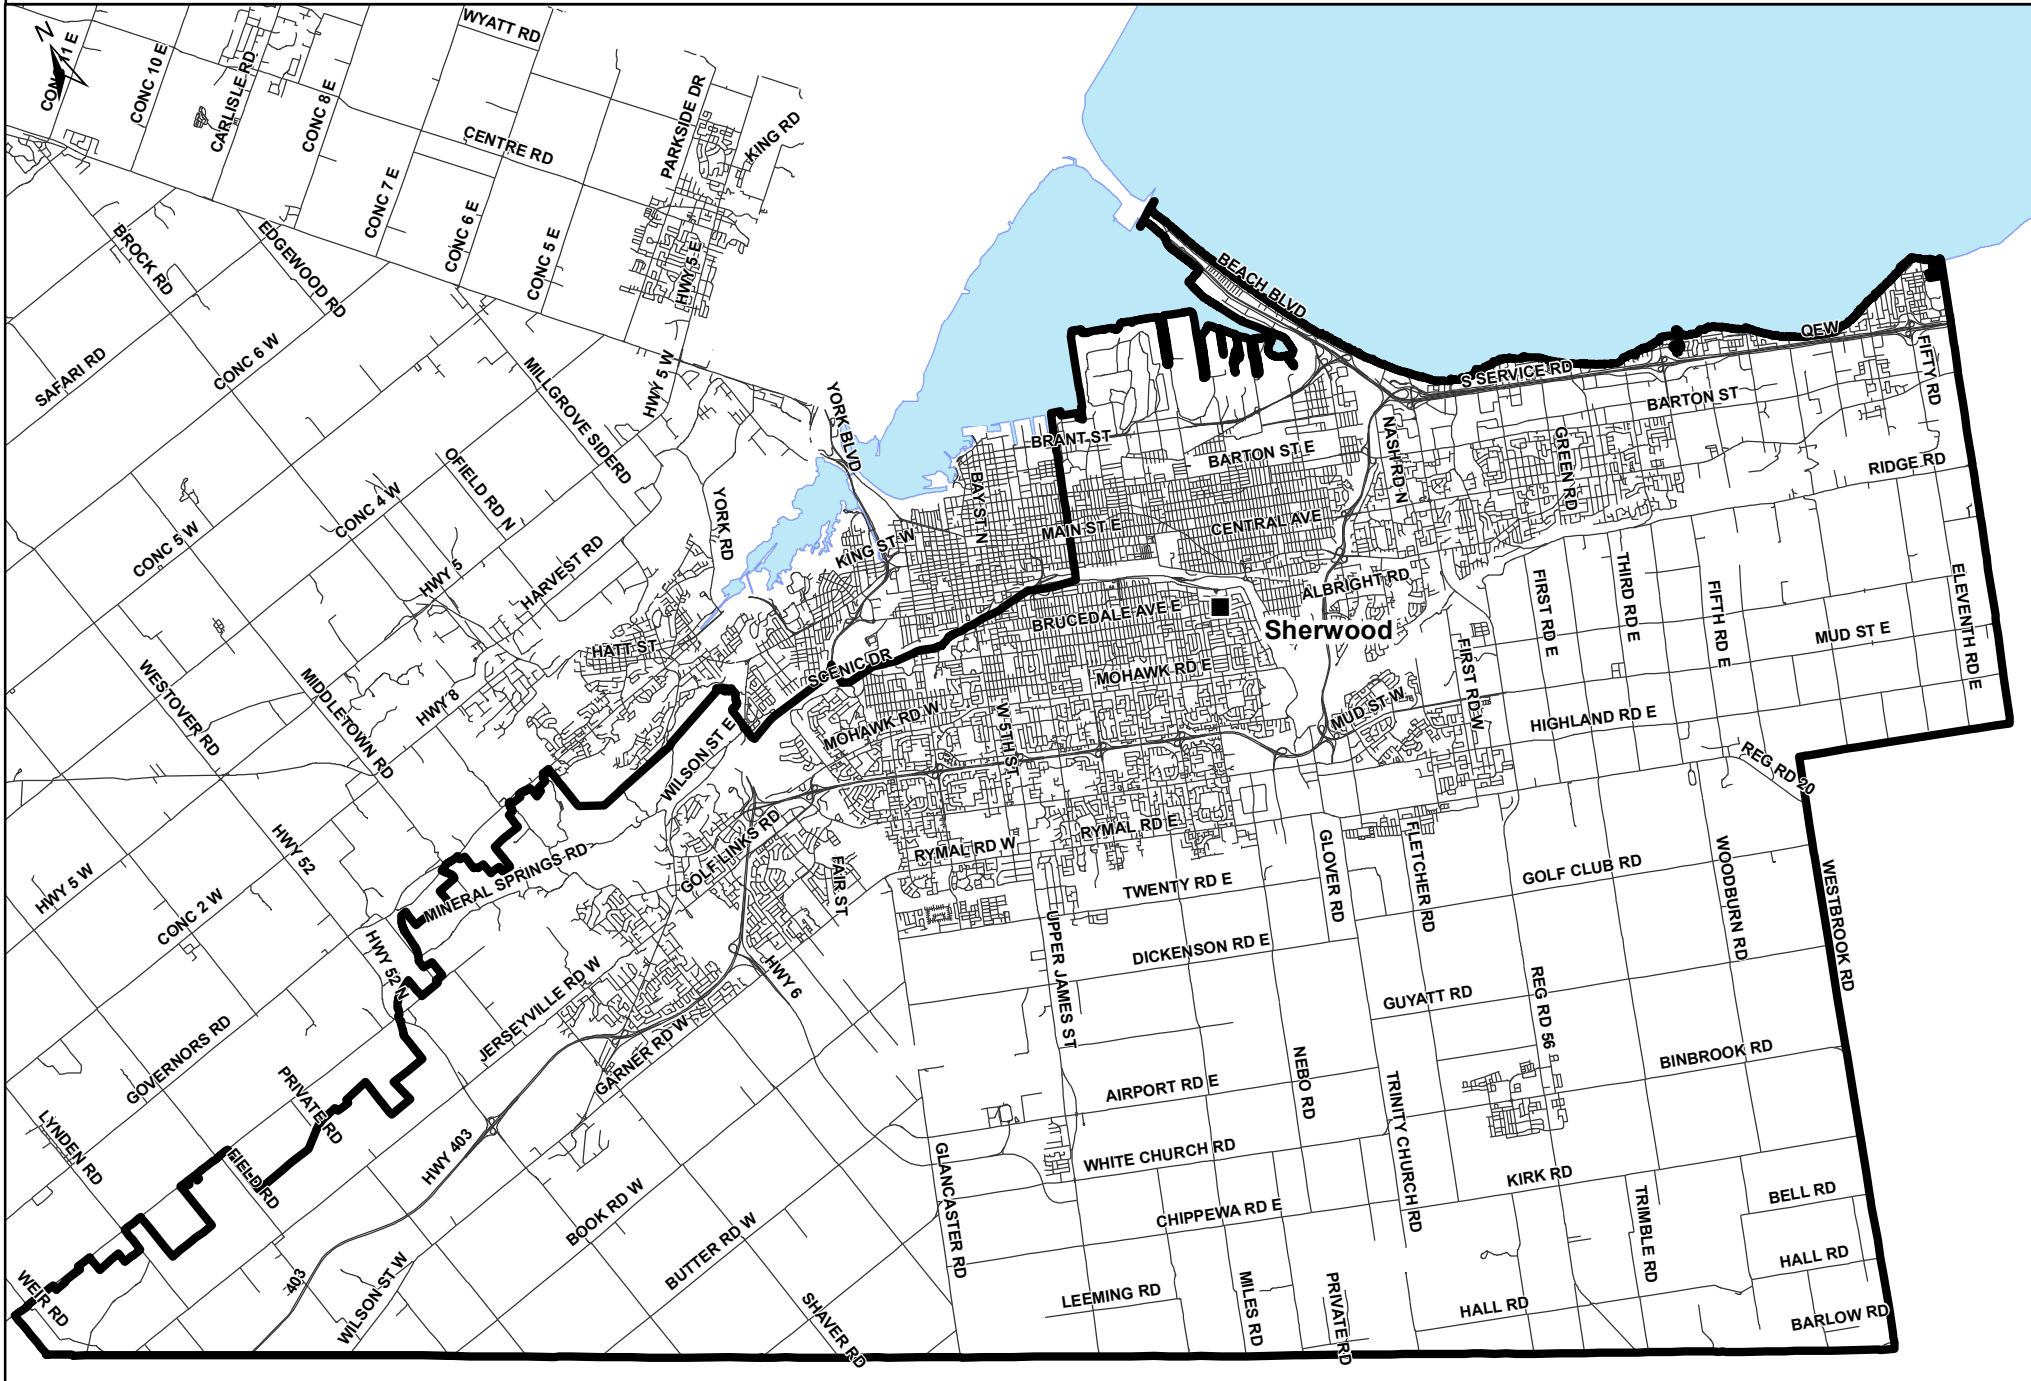 N
WYATT RD
CONC 11 E
CONC 10 E
CARLISLE RD
CONC 8 E
CENTRE RD
PARKSIDE DR
KING RD
CONC 7 E
CONC 6 E
CONC 5 E
HWY 5 E
BROCK RD
EDGEWOOD RD
SAFARI RD
CONC 6 W
MILLGROVE SIDERD
HWY 5 W
YORK BLVD
BEACH BLVD
QEW
S SERVICE RD
FIFTY RD
BARTON ST
BRANT ST
BARTON ST E
NASH RD N
GREEN RD
RIDGE RD
OFIELD RD N
CONC 4 W
CONC 5 W
YORK RD
BAY ST N
MAIN ST E
CENTRAL AVE
KING ST W
HARVEST RD
HWY 5
ALBRIGHT RD
FIRST RD E
THIRD RD E
FIFTH RD E
ELEVENTH RD E
BRUCEDALE AVE E
Sherwood
MUD ST E
HATT ST
SCENIC DR
MOHAWK RD E
FIRST RD W
WESTOVER RD
MIDDLETOWN RD
HWY 8
MOHAWK RD W
W 5TH ST
MUD ST W
HIGHLAND RD E
WILSON ST E
REG RD 20
HWY 52
GOLF LINKS RD
RYMAL RD W
RYMAL RD E
GLOVER RD
FLETCHER RD
GOLF CLUB RD
WOODBURN RD
WESTBROOK RD
HWY 5 W
CONC 2 W
MINERAL SPRINGS RD
FAIR ST
TWENTY RD E
UPPER JAMES ST
DICKENSON RD E
HWY 52 N
JERSEYVILLE RD W
HWY 6
GUYATT RD
REG RD 56
GOVERNORS RD
GARNER RD W
BINBROOK RD
PRIVATE RD
AIRPORT RD E
NEBO RD
TRINITY CHURCH RD
LYNDEN RD
HWY 403
FIELD RD
GLANCASTER RD
WHITE CHURCH RD
KIRK RD
BELL RD
BOOK RD W
BUTTER RD W
CHIPPEWA RD E
TRIMBLE RD
HALL RD
WEIR RD
403
WILSON ST W
SHAVER RD
LEEMING RD
MILES RD
PRIVATE RD
HALL RD
BARLOW RD